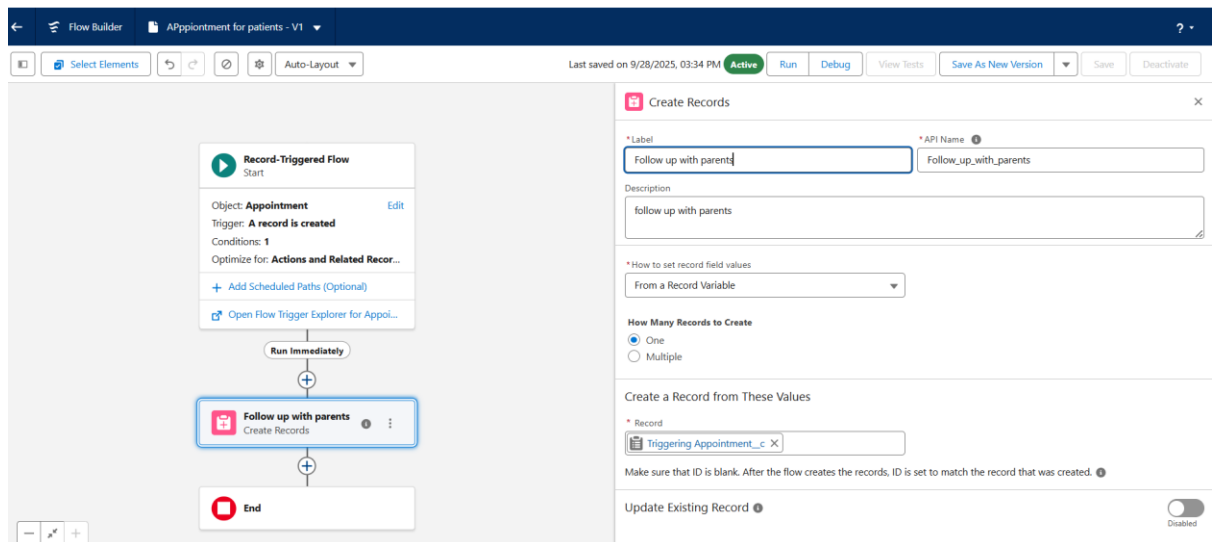 Flow Builder
APppiontment for patients - V1
?
Select Elements
Auto-Layout
Last saved on 9/28/2025, 03:34 PM Active Run Debug View Tests Save As New Version Save Deactivate
Record-Triggered Flow
Start
Object: Appointment Edit
Trigger: A record is created
Conditions: 1
Optimize for: Actions and Related Recor...
+ Add Scheduled Paths (Optional)
Open Flow Trigger Explorer for Appoi...
Run Immediately
Follow up with parents
Create Records
End
Create Records
* Label
Follow up with parents
* API Name
Follow_up_with_parents
Description
follow up with parents
* How to set record field values
From a Record Variable
How Many Records to Create
One
Multiple
Create a Record from These Values
* Record
Triggering Appointment__c
Make sure that ID is blank. After the flow creates the records, ID is set to match the record that was created.
Update Existing Record
Disabled